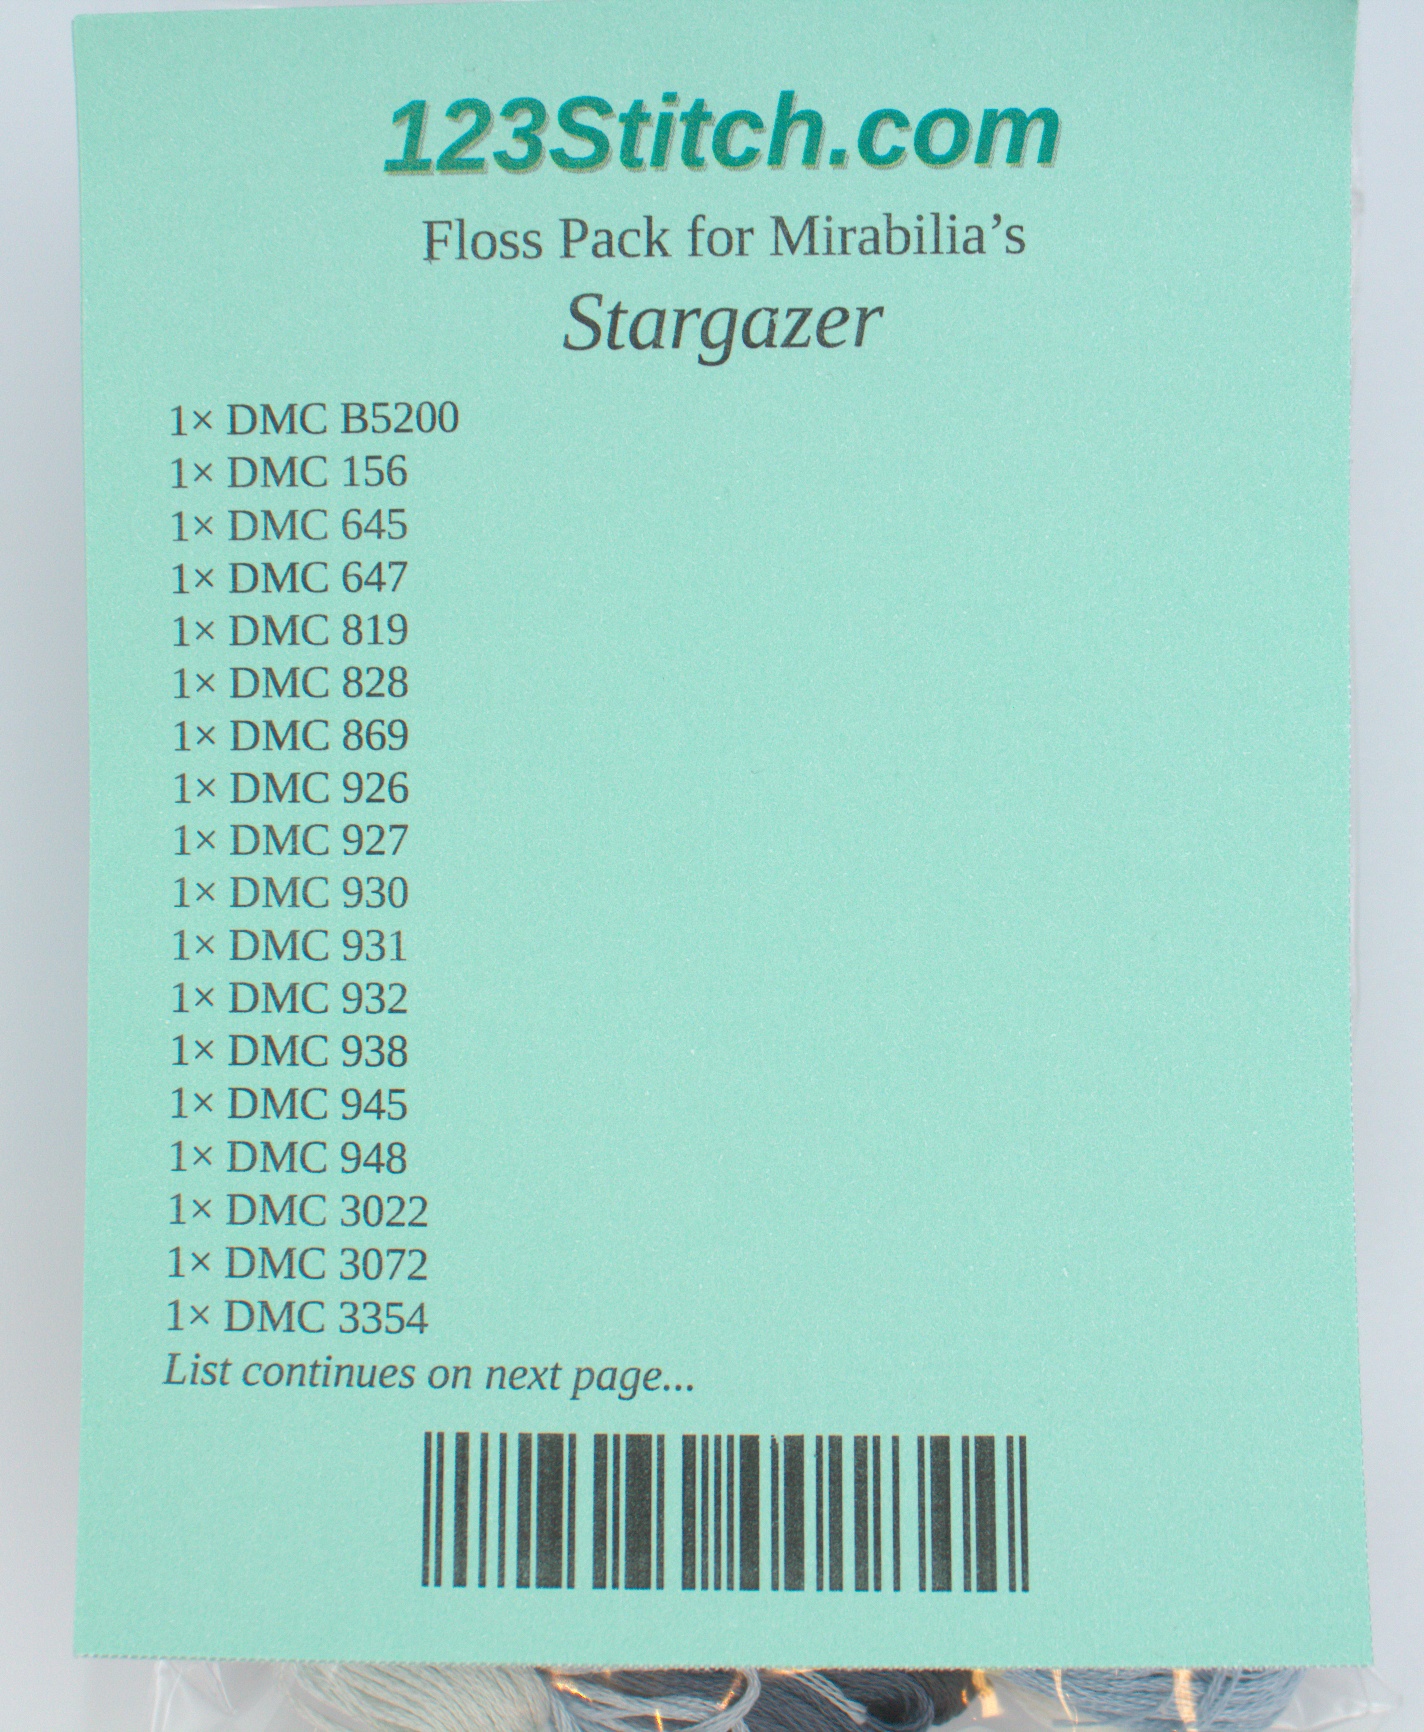 123Stitch.com
Floss Pack for Mirabilia’s
Stargazer
1× DMC B5200
1× DMC 156
1× DMC 645
1× DMC 647
1× DMC 819
1× DMC 828
1× DMC 869
1× DMC 926
1× DMC 927
1× DMC 930
1× DMC 931
1× DMC 932
1× DMC 938
1× DMC 945
1× DMC 948
1× DMC 3022
1× DMC 3072
1× DMC 3354
List continues on next page...